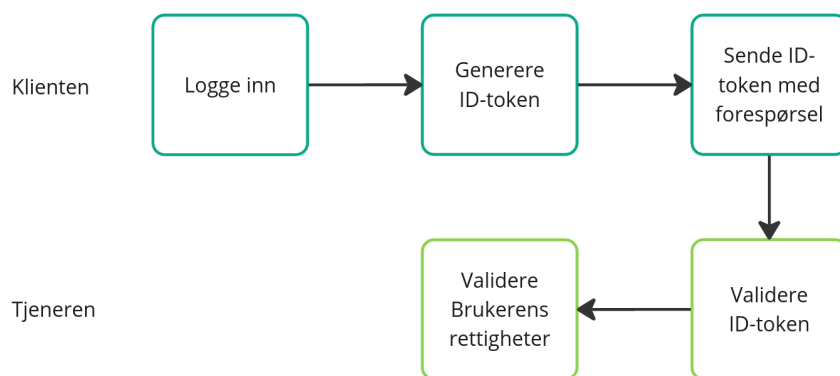 Klienten
Logge inn
Generere
ID-token
Sende ID-
token med
forespørsel
Tjeneren
Validere
Brukerens
rettigheter
Validere
ID-token